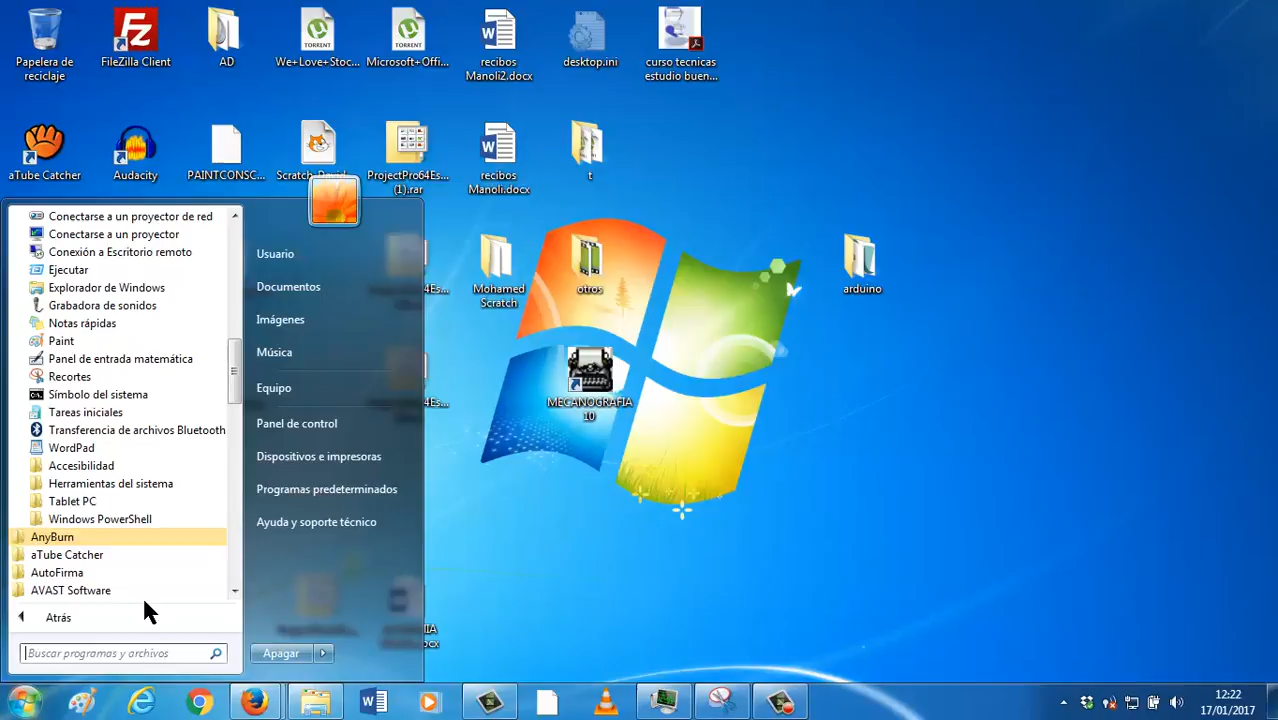 Papelera de
reciclaje
FileZilla Client
AD
We+Love+Stoc...
Microsoft+Offi...
recibos
Manoli2.docx
desktop.ini
curso tecnicas
estudio buen...
TORRENT
TORRENT
aTube Catcher
Audacity
PAINTCONSC...
ProjectPro64Es...
(1).rar
recibos
Manoli.docx
t
Conectarse a un proyector de red
Conectarse a un proyector
Conexión a Escritorio remoto
Ejecutar
Explorador de Windows
Grabadora de sonidos
Notas rápidas
Paint
Panel de entrada matemática
Recortes
Símbolo del sistema
Tareas iniciales
Transferencia de archivos Bluetooth
WordPad
Accesibilidad
Herramientas del sistema
Tablet PC
Windows PowerShell
AnyBurn
aTube Catcher
AutoFirma
AVAST Software
Atrás
Buscar programas y archivos
Usuario
Documentos
Imágenes
Música
Equipo
Panel de control
Dispositivos e impresoras
Programas predeterminados
Ayuda y soporte técnico
Apagar
Mohamed
Scratch
otros
arduino
MECANOGRAFIA
10
12:22
17/01/2017